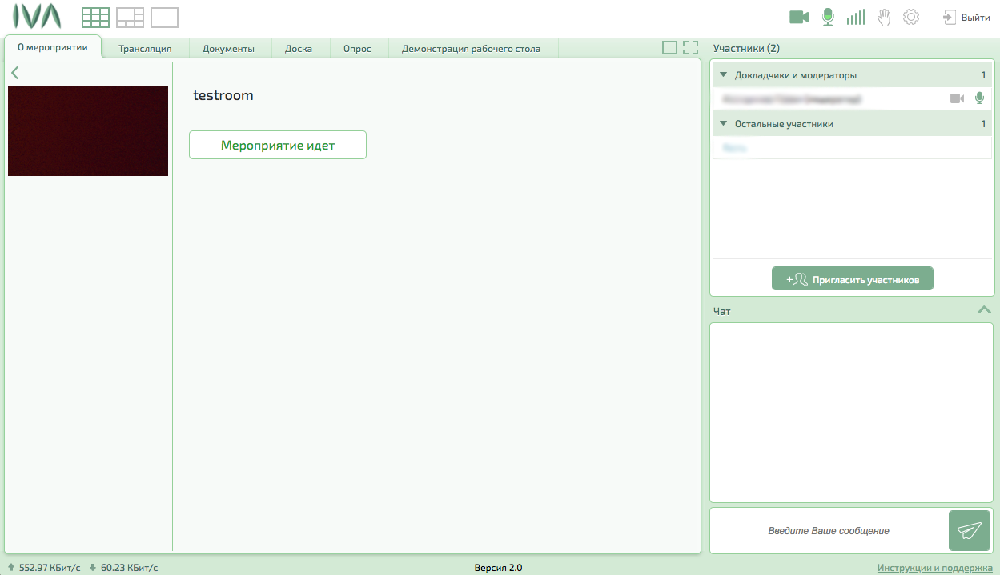 IVA
Выйти
О мероприятии
Трансляция
Документы
Доска
Опрос
Демонстрация рабочего стола
Участники (2)
Докладчики и модераторы 1
Остальные участники 1
testroom
Мероприятие идет
Пригласить участников
Чат
Введите Ваше сообщение
552.97 КБит/с 60.23 КБит/с
Версия 2.0
Инструкции и поддержка